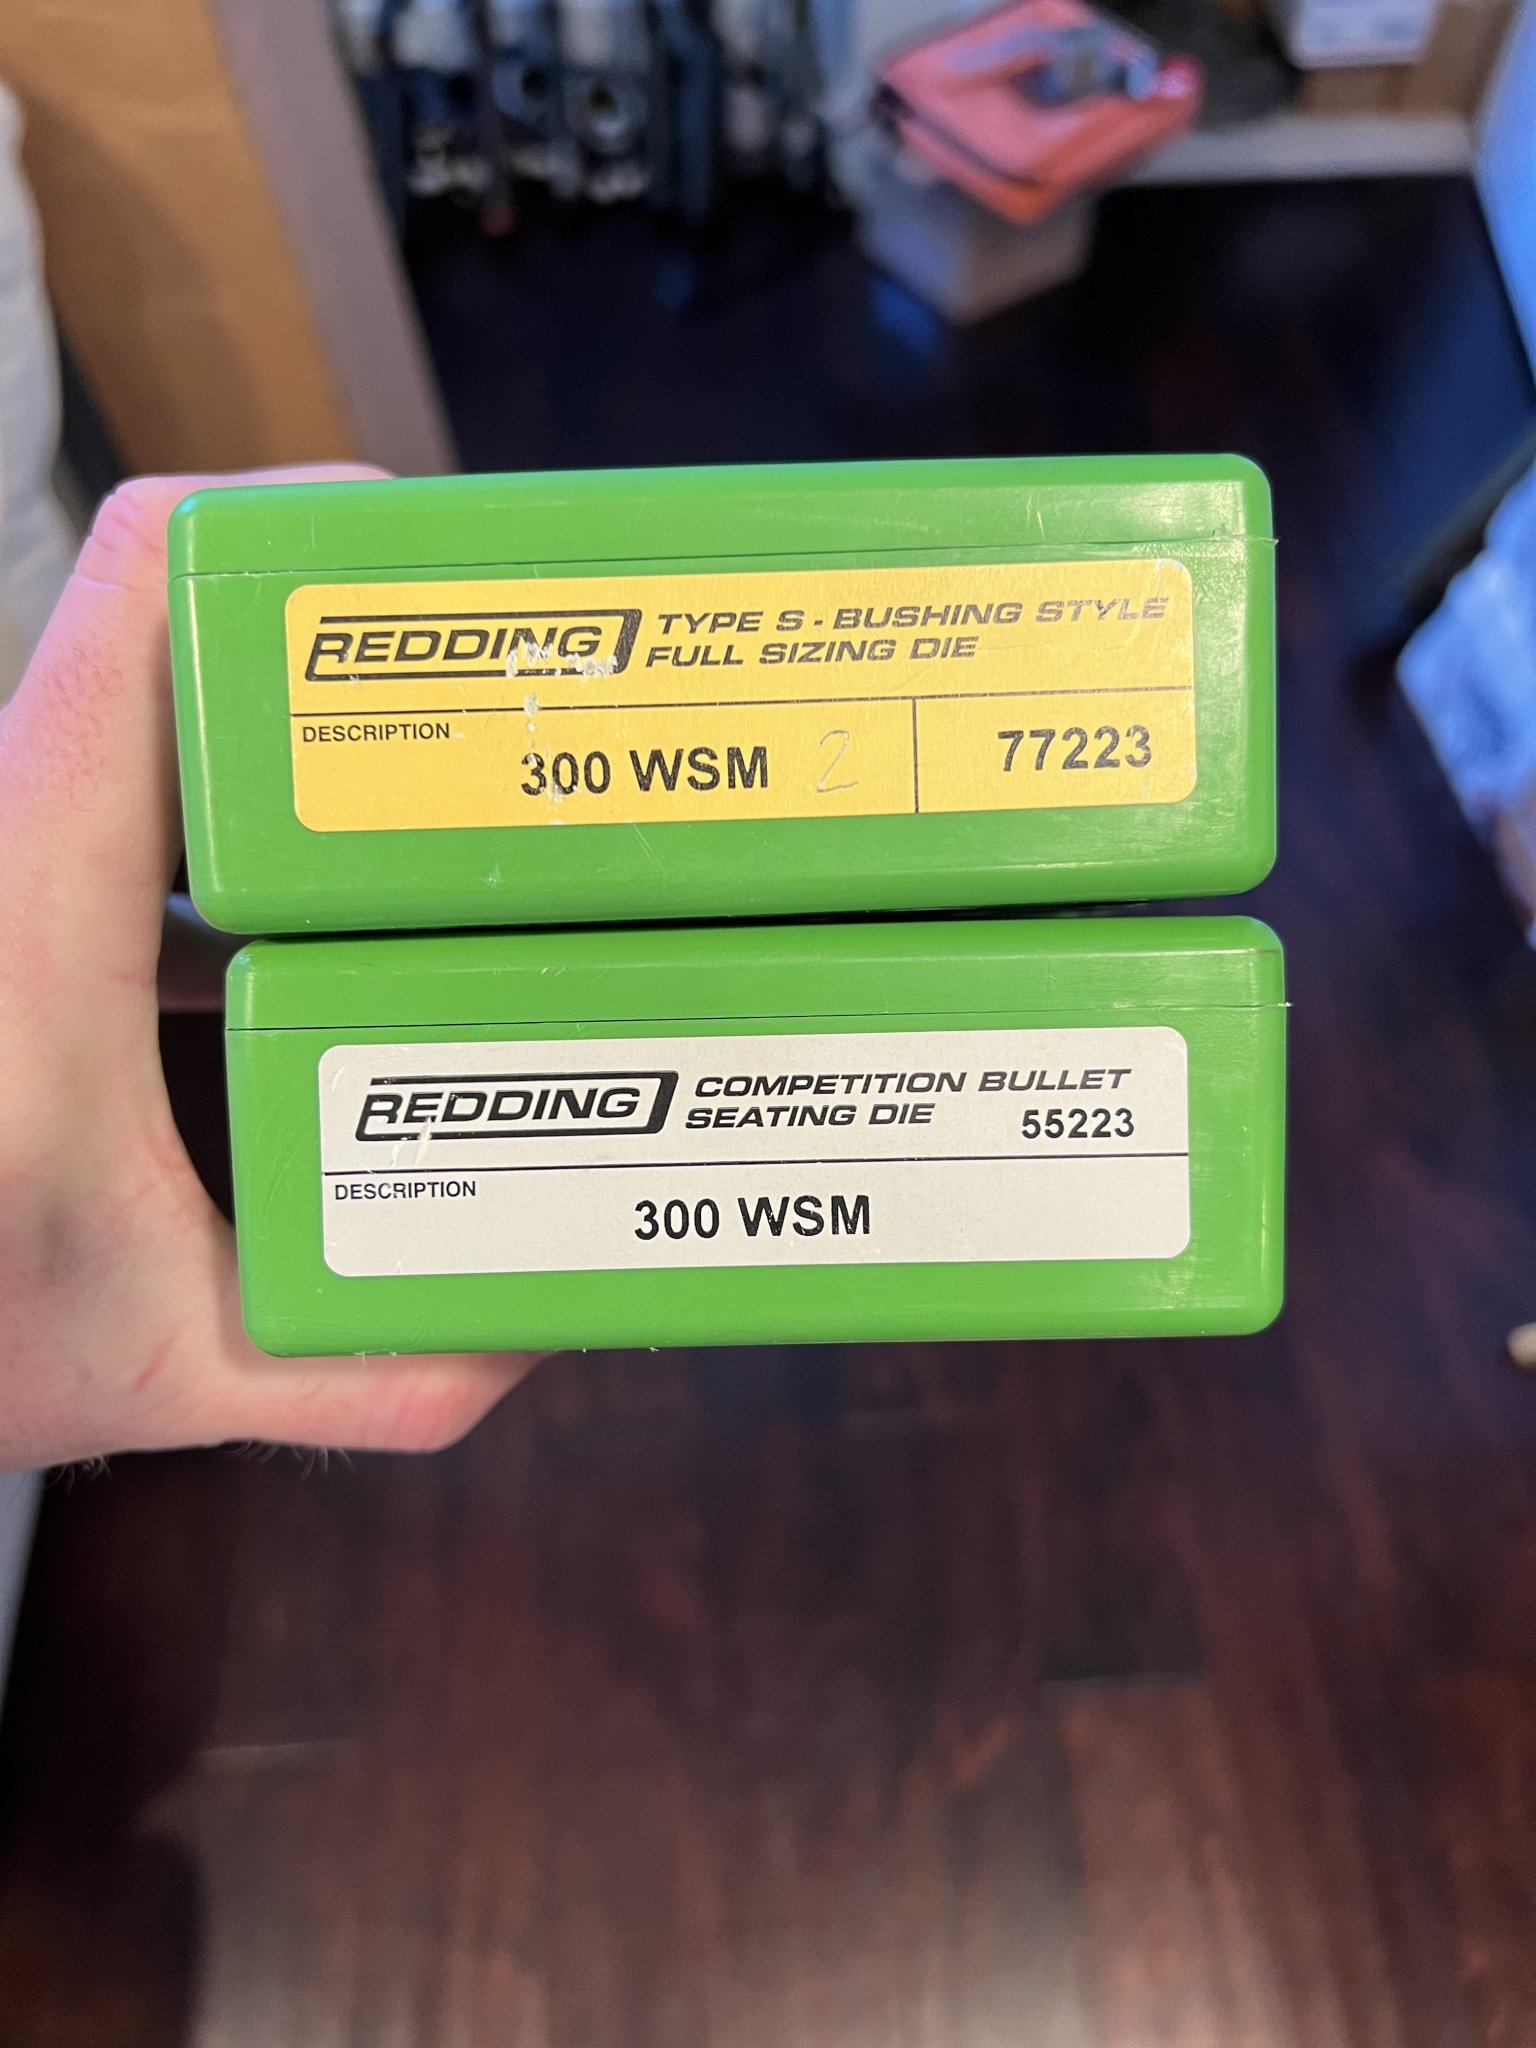 REDDING TYPE S - BUSHING STYLE
FULL SIZING DIE
DESCRIPTION
300 WSM 2 77223
REDDING COMPETITION BULLET
SEATING DIE 55223
DESCRIPTION
300 WSM